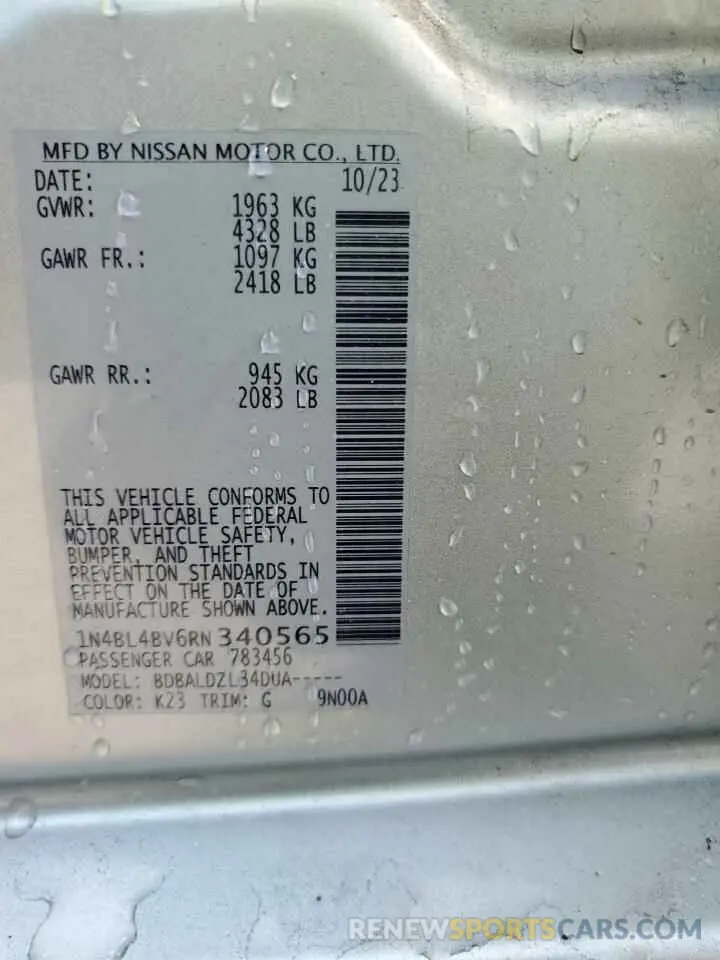 MFD BY NISSAN MOTOR CO., LTD.
DATE: 10/23
GVWR: 1963 KG
4328 LB
GAWR FR.: 1097 KG
2418 LB
GAWR RR.: 945 KG
2083 LB
THIS VEHICLE CONFORMS TO
ALL APPLICABLE FEDERAL
MOTOR VEHICLE SAFETY,
BUMPER, AND THEFT
PREVENTION STANDARDS IN
EFFECT ON THE DATE OF
MANUFACTURE SHOWN ABOVE.
1N4BL4BV6RN340565
PASSENGER CAR 783456
MODEL: BDBALDZL34DUA-----
COLOR: K23 TRIM: G 9N00A
RENEWSPORTSCARS.COM